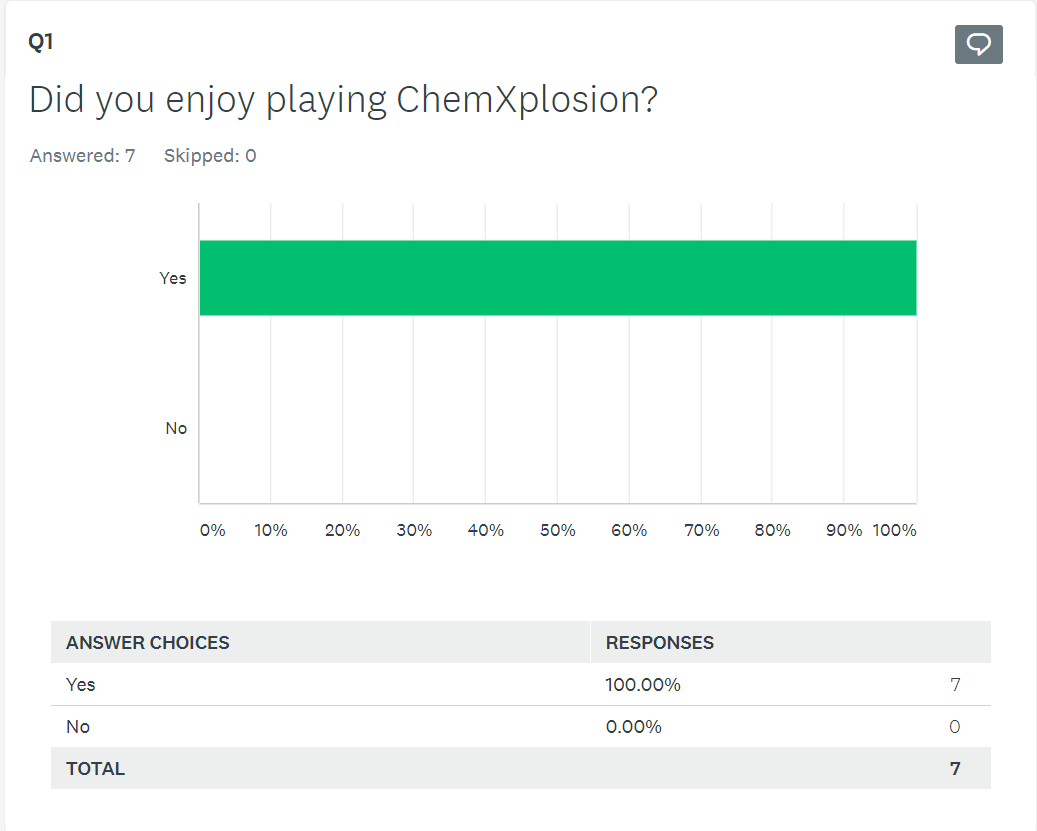 Q1
Did you enjoy playing ChemXplosion?
Answered: 7 Skipped: 0
Yes
No
0% 10% 20% 30% 40% 50% 60% 70% 80% 90% 100%
ANSWER CHOICES RESPONSES
Yes 100.00% 7
No 0.00% 0
TOTAL 7